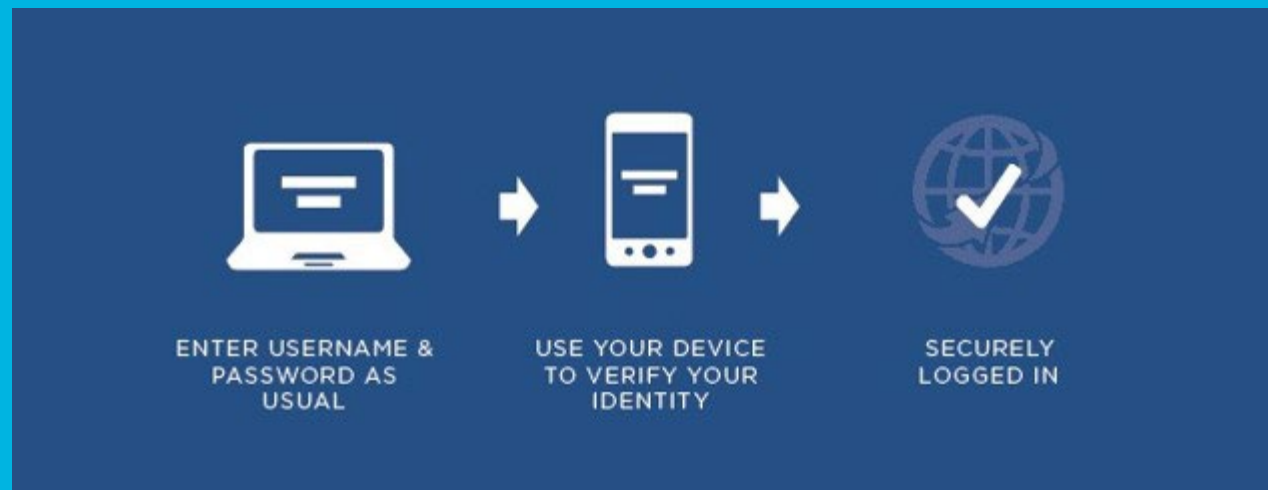 ENTER USERNAME &
PASSWORD AS
USUAL
USE YOUR DEVICE
TO VERIFY YOUR
IDENTITY
SECURELY
LOGGED IN